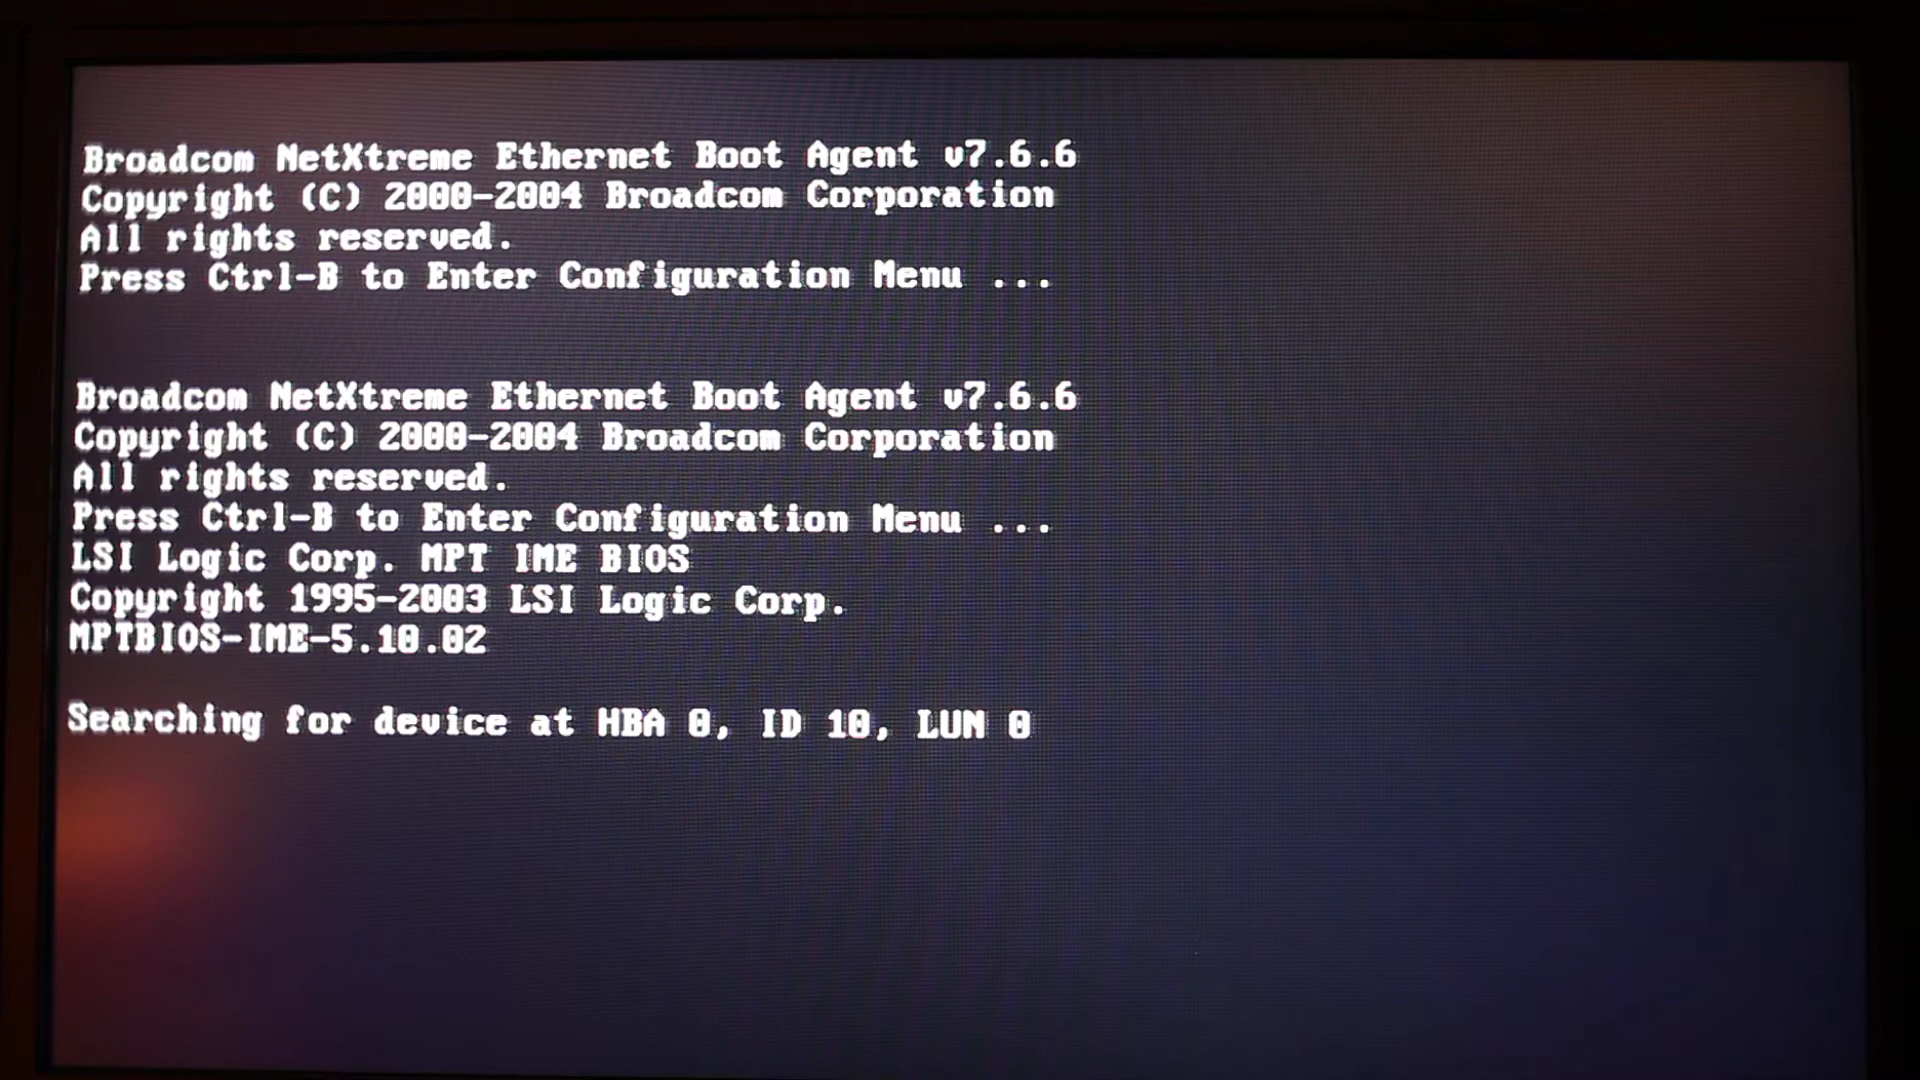 Broadcom NetXtreme Ethernet Boot Agent v7.6.6
Copyright (C) 2000-2004 Broadcom Corporation
All rights reserved.
Press Ctrl-B to Enter Configuration Menu ...
Broadcom NetXtreme Ethernet Boot Agent v7.6.6
Copyright (C) 2000-2004 Broadcom Corporation
All rights reserved.
Press Ctrl-B to Enter Configuration Menu ...
LSI Logic Corp. MPT IME BIOS
Copyright 1995-2003 LSI Logic Corp.
MPTBIOS-IME-5.10.02
Searching for device at HBA 0, ID 10, LUN 0